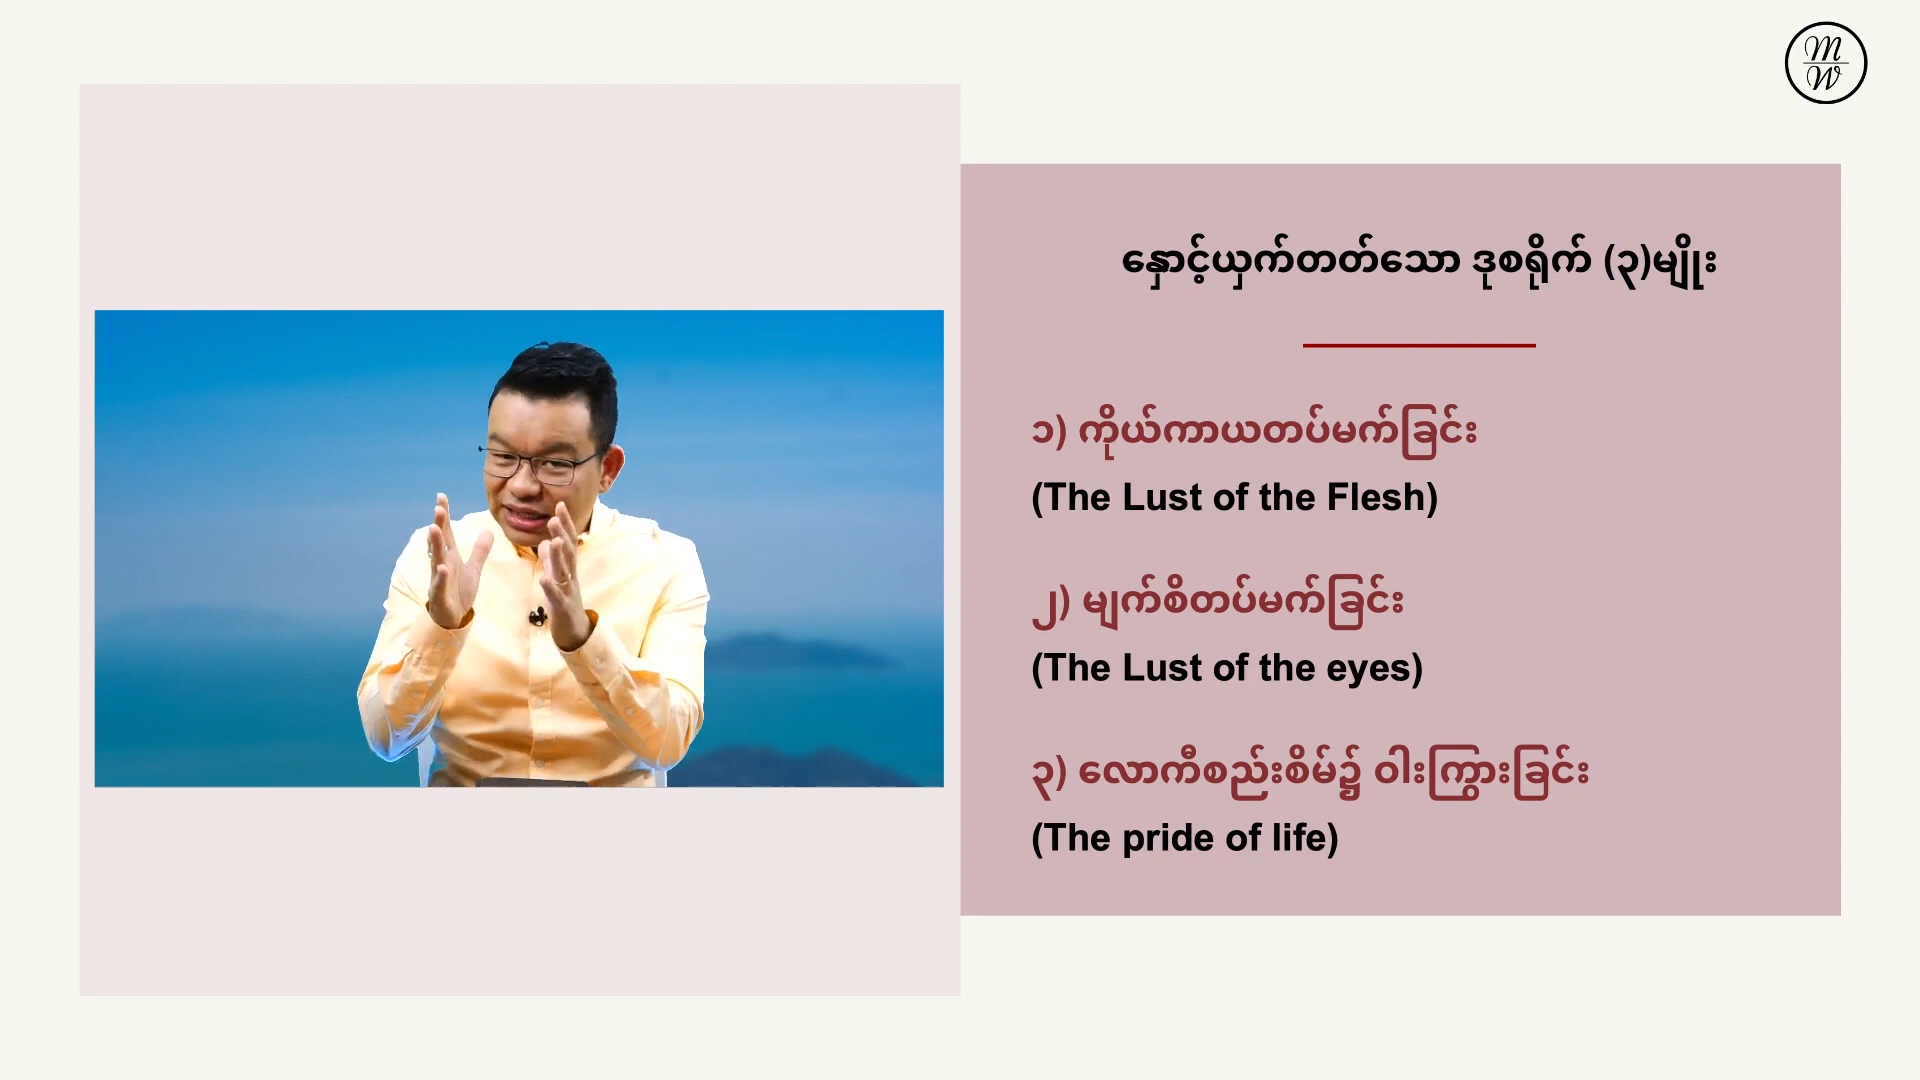 M
W
နှောင့်ယှက်တတ်သော ဒုစရိုက် (၃)မျိုး
၁) ကိုယ်ကာယတပ်မက်ခြင်း
(The Lust of the Flesh)
၂) မျက်စိတပ်မက်ခြင်း
(The Lust of the eyes)
၃) လောကီစည်းစိမ်၌ ဝါးကြွားခြင်း
(The pride of life)